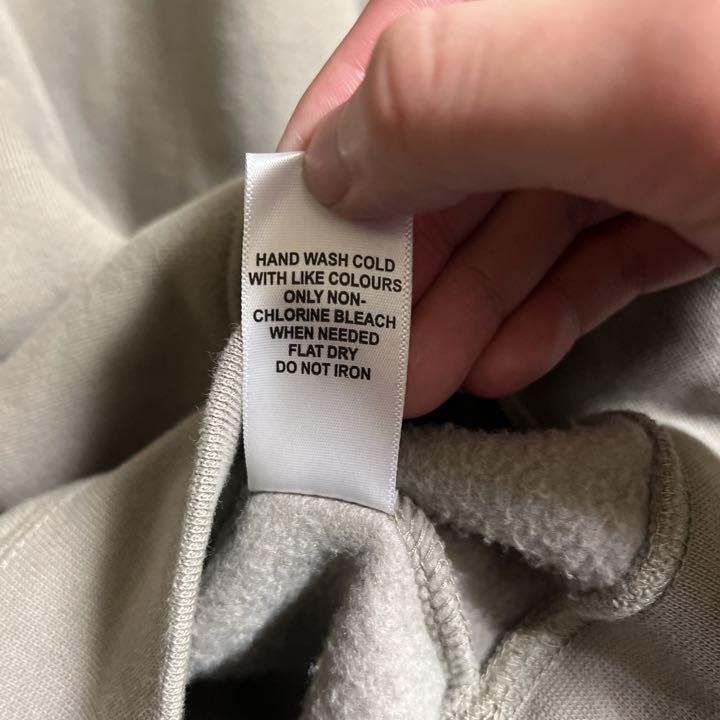 HAND WASH COLD
WITH LIKE COLOURS
ONLY NON-
CHLORINE BLEACH
WHEN NEEDED
FLAT DRY
DO NOT IRON